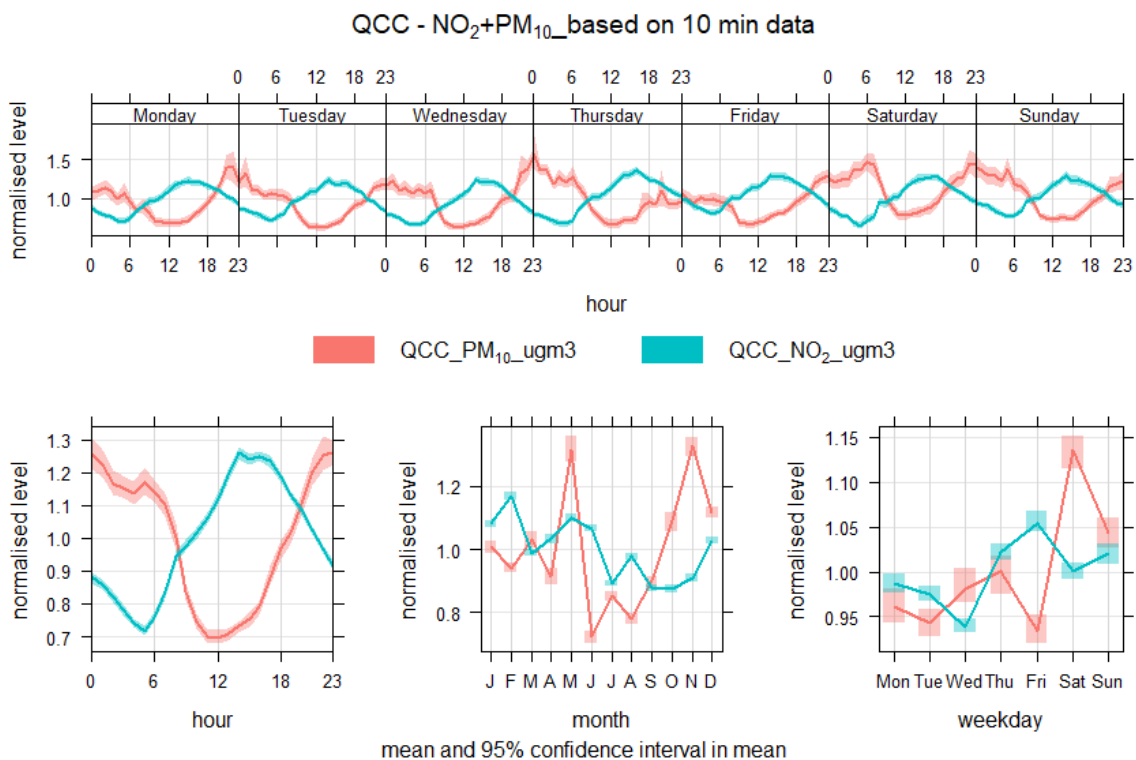 QCC - NO₂+PM₁₀_based on 10 min data
0 6 12 18 23 0 6 12 18 23 0 6 12 18 23
Monday Tuesday Wednesday Thursday Friday Saturday Sunday
normalised level
1.5
1.0
0 6 12 18 23 0 6 12 18 23 0 6 12 18 23 0 6 12 18 23
hour
QCC_PM₁₀_ugm3 QCC_NO₂_ugm3
normalised level
1.3
1.2
1.1
1.0
0.9
0.8
0.7
0 6 12 18 23
hour
normalised level
1.2
1.0
0.8
J F M A M J J A S O N D
month
normalised level
1.15
1.10
1.05
1.00
0.95
Mon Tue Wed Thu Fri Sat Sun
weekday
mean and 95% confidence interval in mean